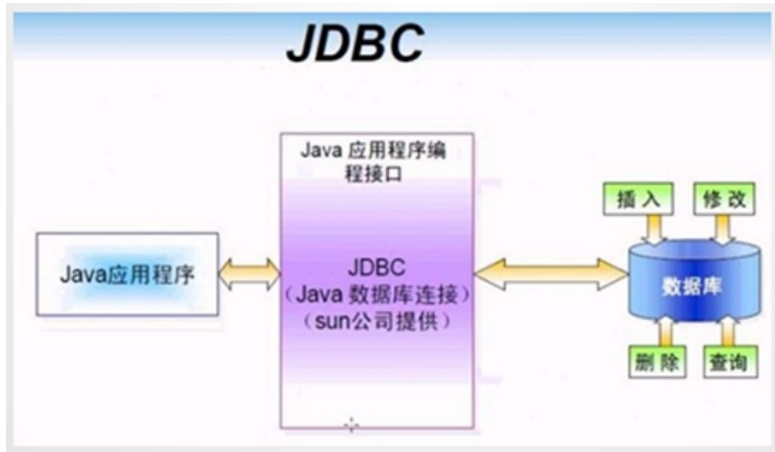 JDBC
Java 应用程序编
程接口
Java应用程序
JDBC
（Java 数据库连接）
（sun公司提供）
插入
修改
数据库
删除
查询